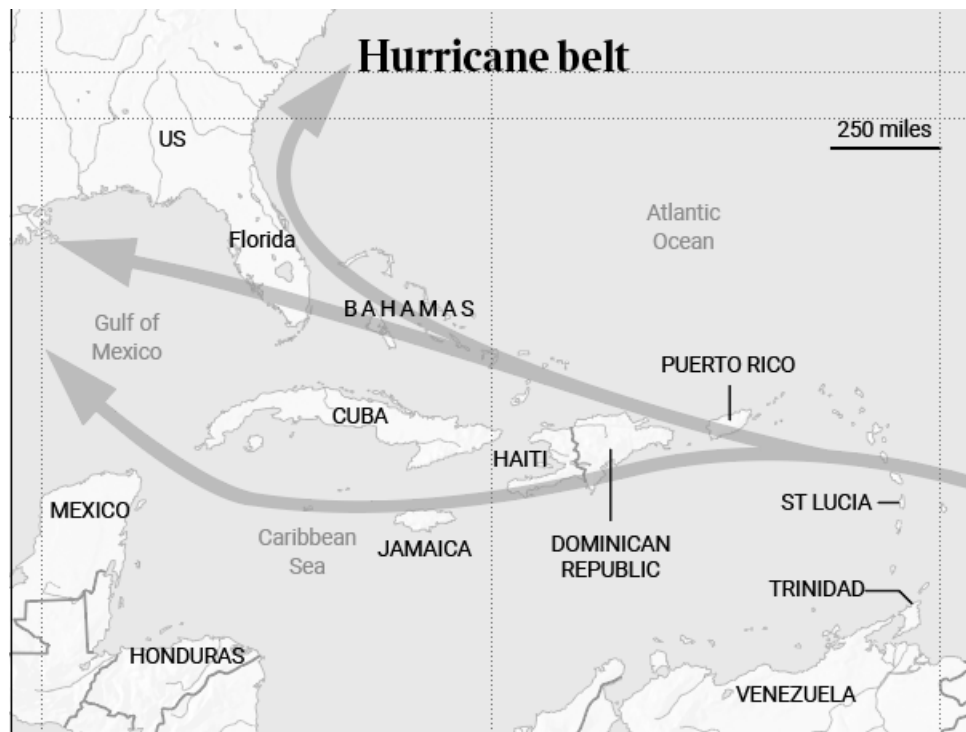 Hurricane belt
250 miles
US
Atlantic
Ocean
Florida
BAHAMAS
Gulf of
Mexico
PUERTO RICO
CUBA
HAITI
MEXICO
ST LUCIA
Caribbean
Sea
JAMAICA
DOMINICAN
REPUBLIC
TRINIDAD
HONDURAS
VENEZUELA